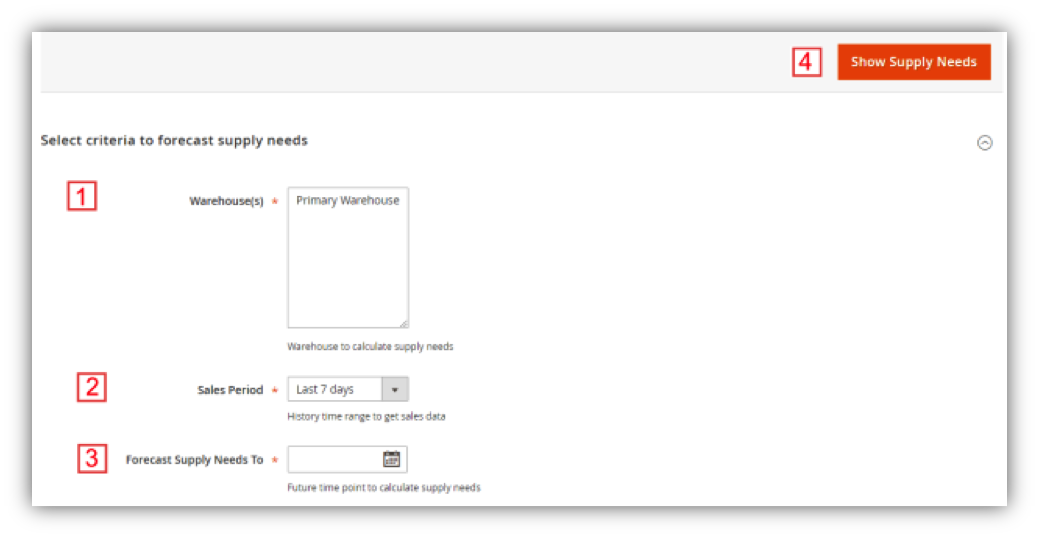 4 Show Supply Needs
Select criteria to forecast supply needs
1 Warehouse(s) * Primary Warehouse
Warehouse to calculate supply needs
2 Sales Period * Last 7 days
History time range to get sales data
3 Forecast Supply Needs To *
Future time point to calculate supply needs